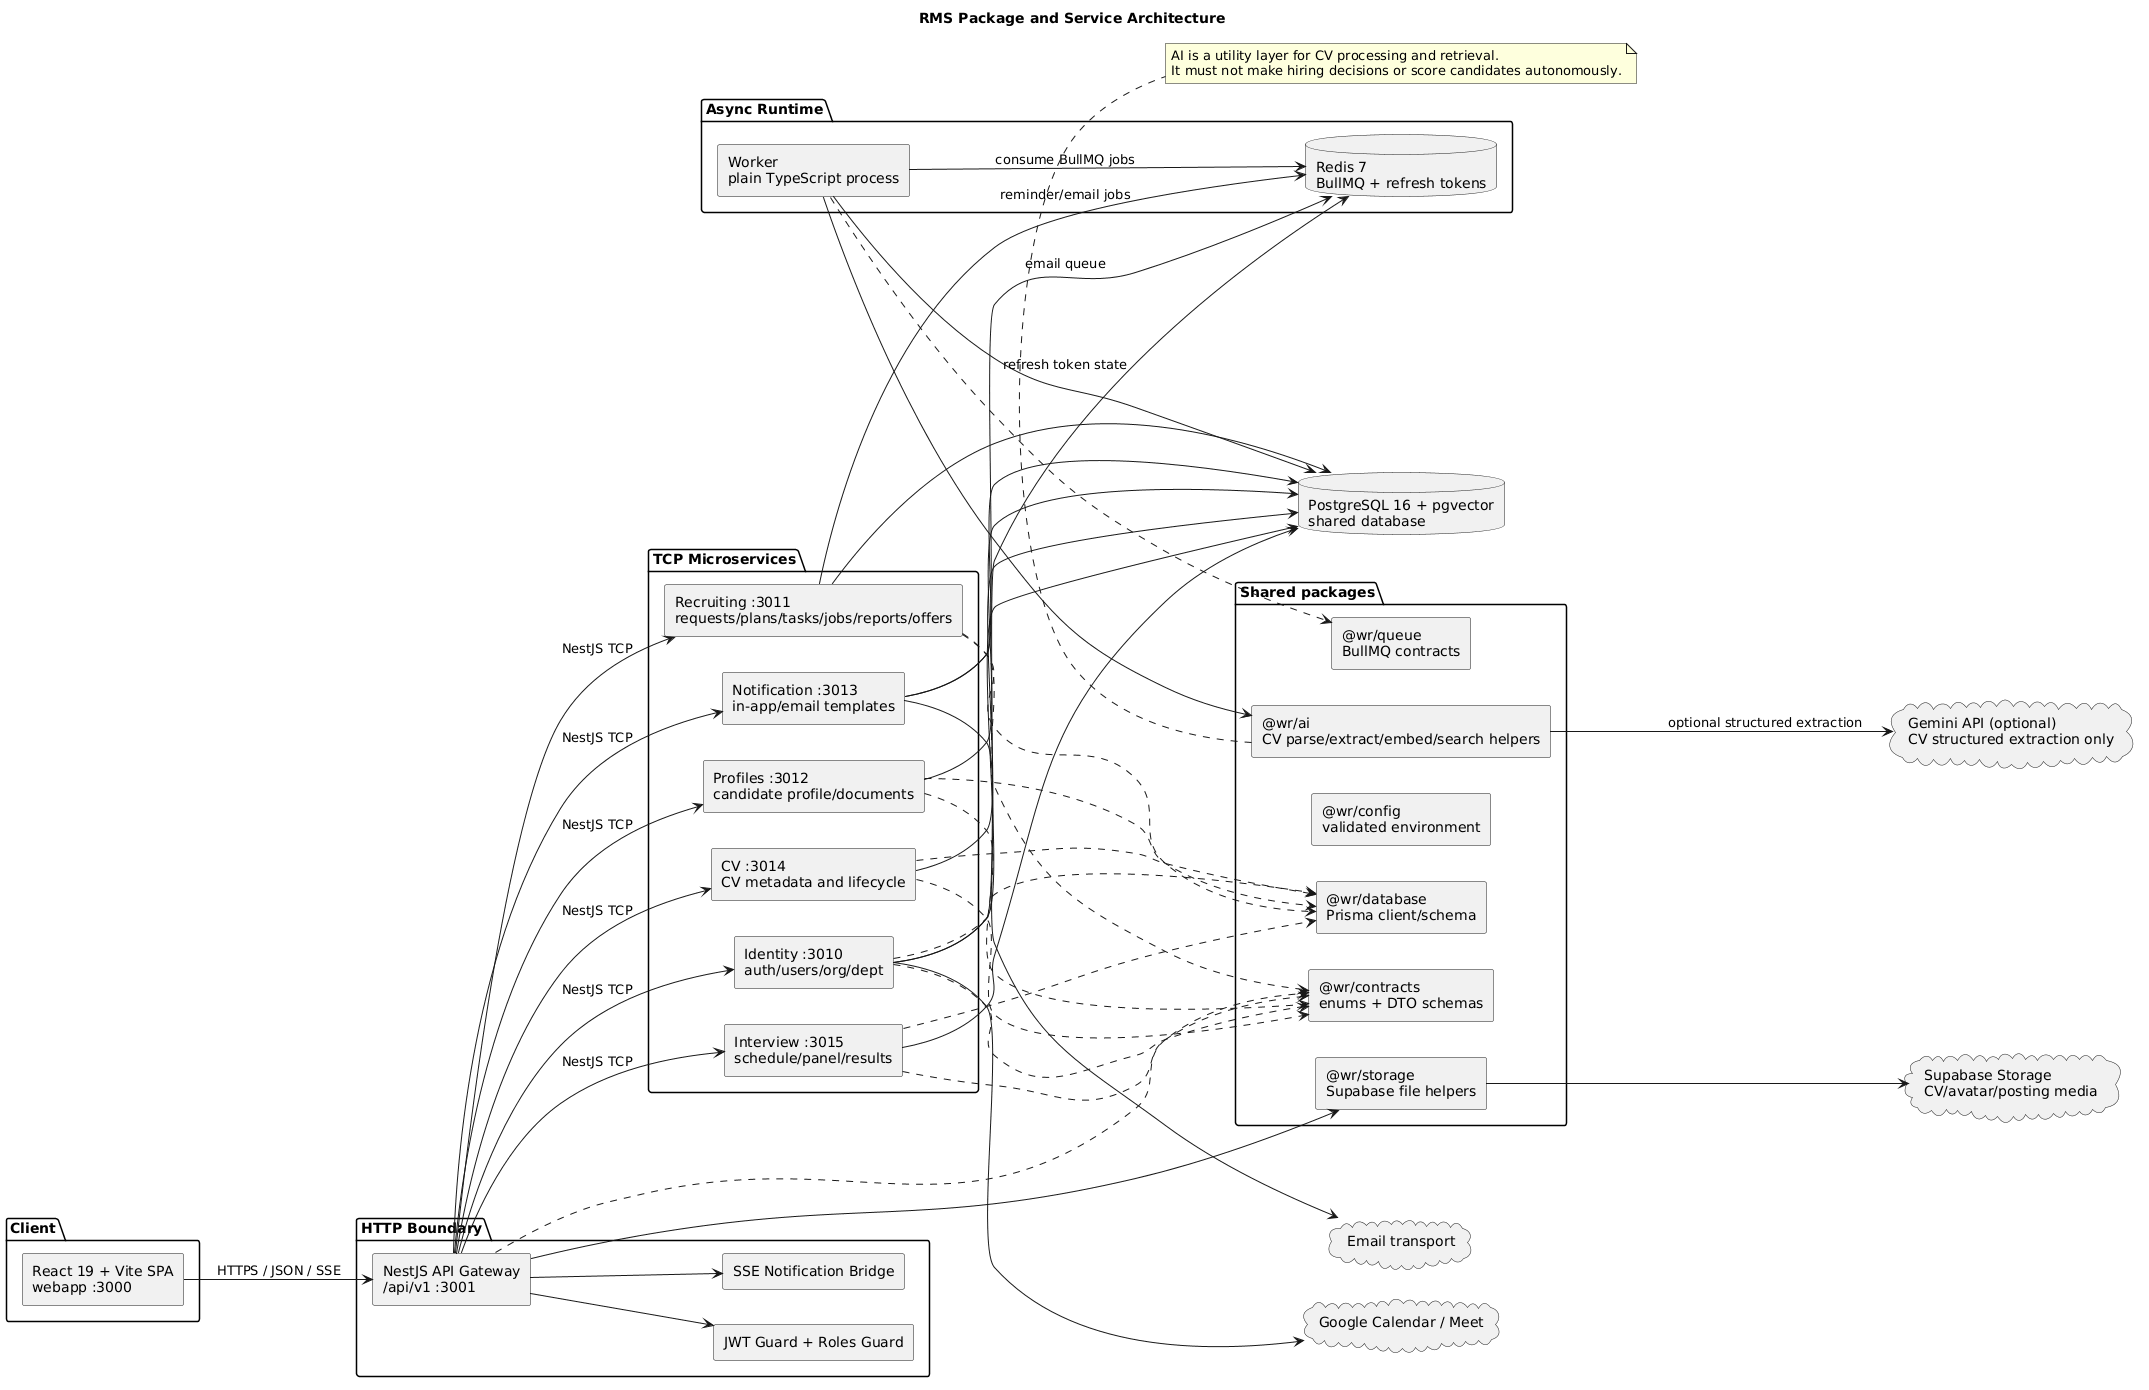 RMS Package and Service Architecture
AI is a utility layer for CV processing and retrieval.
It must not make hiring decisions or score candidates autonomously.
Async Runtime
Worker
plain TypeScript process
consume BullMQ jobs
Redis 7
BullMQ + refresh tokens
reminder/email jobs
email queue
refresh token state
PostgreSQL 16 + pgvector
shared database
TCP Microservices
Recruiting :3011
requests/plans/tasks/jobs/reports/offers
Notification :3013
in-app/email templates
Profiles :3012
candidate profile/documents
CV :3014
CV metadata and lifecycle
Identity :3010
auth/users/org/dept
Interview :3015
schedule/panel/results
NestJS TCP
NestJS TCP
NestJS TCP
NestJS TCP
NestJS TCP
NestJS TCP
Shared packages
@wr/queue
BullMQ contracts
@wr/ai
CV parse/extract/embed/search helpers
@wr/config
validated environment
@wr/database
Prisma client/schema
@wr/contracts
enums + DTO schemas
@wr/storage
Supabase file helpers
optional structured extraction
Gemini API (optional)
CV structured extraction only
Supabase Storage
CV/avatar/posting media
Client
React 19 + Vite SPA
webapp :3000
HTTPS / JSON / SSE
HTTP Boundary
NestJS API Gateway
/api/v1 :3001
SSE Notification Bridge
JWT Guard + Roles Guard
Email transport
Google Calendar / Meet